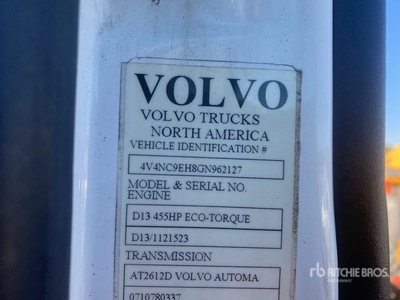 VOLVO
VOLVO TRUCKS
NORTH AMERICA
VEHICLE IDENTIFICATION #
4V4NC9EH8GN962127
MODEL & SERIAL NO.
ENGINE
D13 455HP ECO-TORQUE
D13/1121523
TRANSMISSION
AT2612D VOLVO AUTOMA
0710780337
rb RITCHIE BROS.